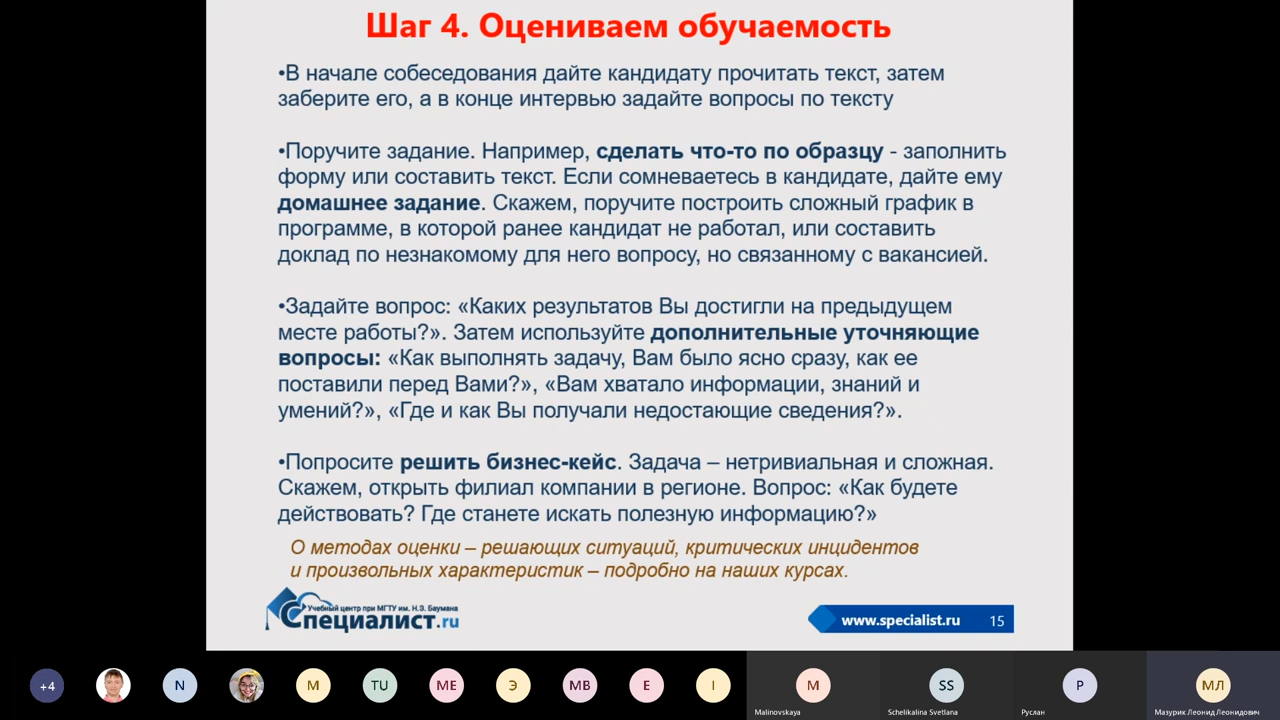 Шаг 4. Оцениваем обучаемость
•В начале собеседования дайте кандидату прочитать текст, затем
заберите его, а в конце интервью задайте вопросы по тексту
•Поручите задание. Например, сделать что-то по образцу - заполнить
форму или составить текст. Если сомневаетесь в кандидате, дайте ему
домашнее задание. Скажем, поручите построить сложный график в
программе, в которой ранее кандидат не работал, или составить
доклад по незнакомому для него вопросу, но связанному с вакансией.
•Задайте вопрос: «Каких результатов Вы достигли на предыдущем
месте работы?». Затем используйте дополнительные уточняющие
вопросы: «Как выполнять задачу, Вам было ясно сразу, как ее
поставили перед Вами?», «Вам хватало информации, знаний и
умений?», «Где и как Вы получали недостающие сведения?».
•Попросите решить бизнес-кейс. Задача – нетривиальная и сложная.
Скажем, открыть филиал компании в регионе. Вопрос: «Как будете
действовать? Где станете искать полезную информацию?»
О методах оценки – решающих ситуаций, критических инцидентов
и произвольных характеристик – подробно на наших курсах.
Учебный центр при МГТУ им. Н.Э. Баумана
Специалист.ru
www.specialist.ru 15
+4 N M TU ME Э MB E I M SS P МЛ
Malinovskaya Schelikalina Svetlana Руслан Мазурик Леонид Леонидович